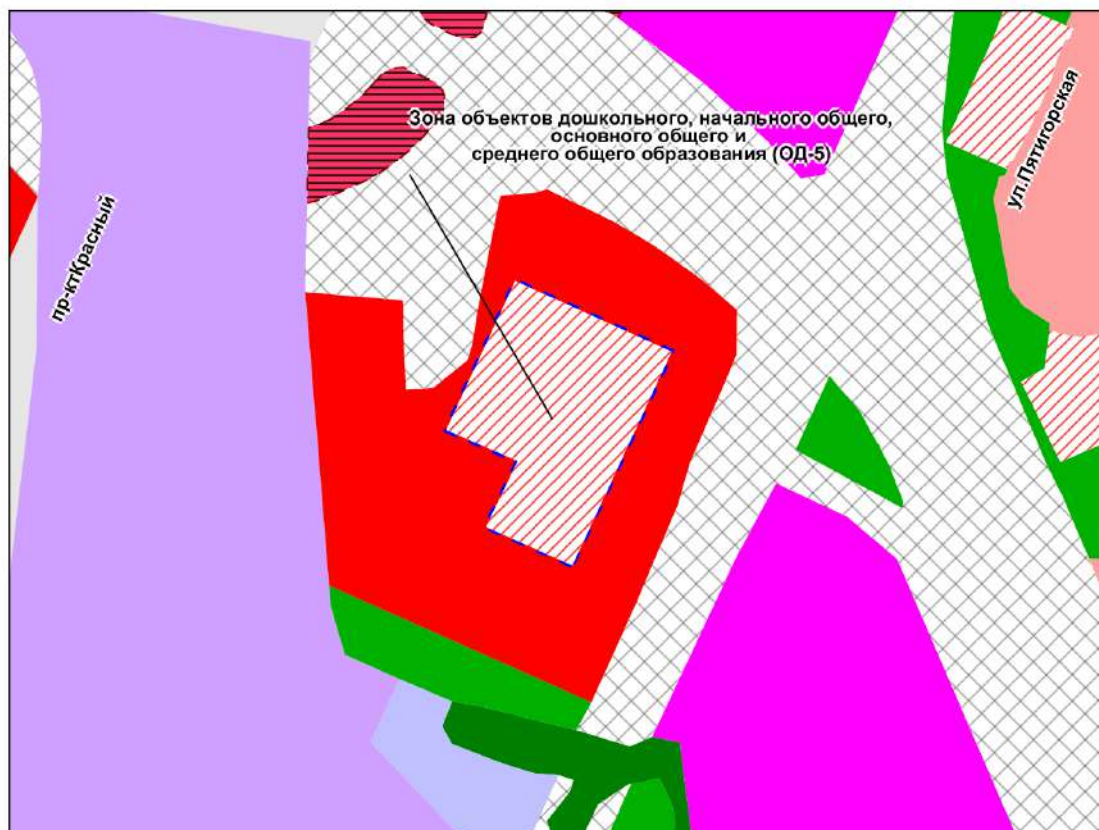 Зона объектов дошкольного, начального общего,
основного общего и
среднего общего образования (ОД-5)
ул.Пятигорская
пр-ктКрасный